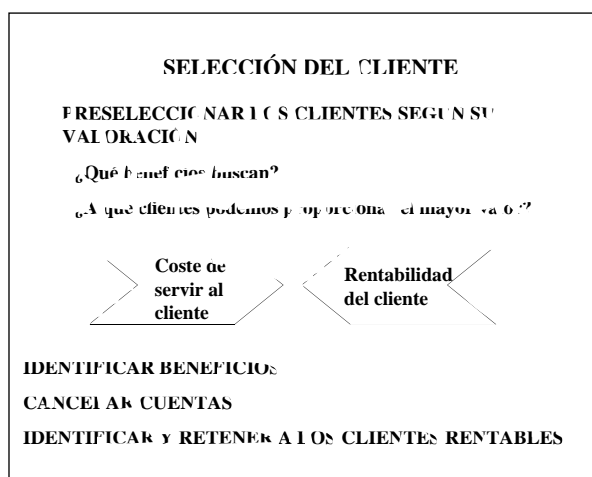 SELECCIÓN DEL CLIENTE
PRESELECCIONAR LOS CLIENTES SEGUN SU
VALORACIÓN
¿Qué beneficios buscan?
¿A qué clientes podemos proporcionar el mayor valor?
Coste de
servir al
cliente
Rentabilidad
del cliente
IDENTIFICAR BENEFICIOS
CANCELAR CUENTAS
IDENTIFICAR Y RETENER A LOS CLIENTES RENTABLES